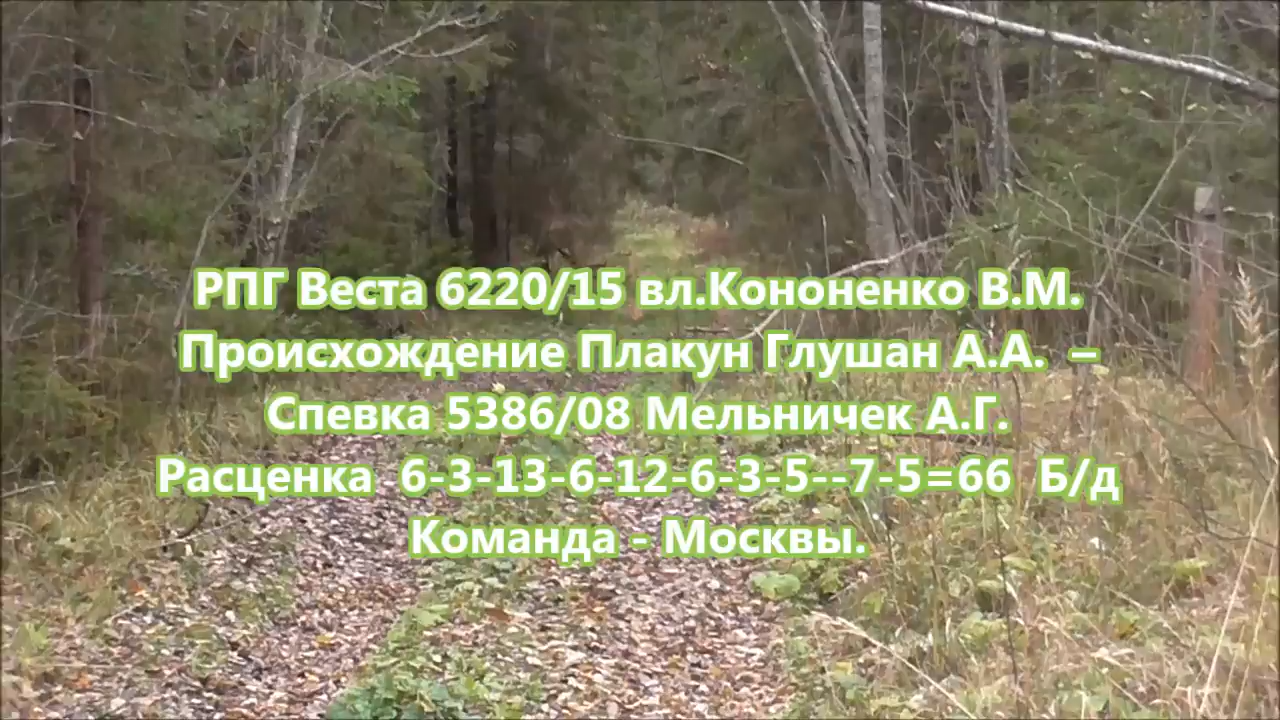 РПГ Веста 6220/15 вл.Кононенко В.М.
Происхождение Плакун Глушан А.А. –
Спевка 5386/08 Мельничек А.Г.
Расценка 6-3-13-6-12-6-3-5--7-5=66 Б/д
Команда - Москвы.